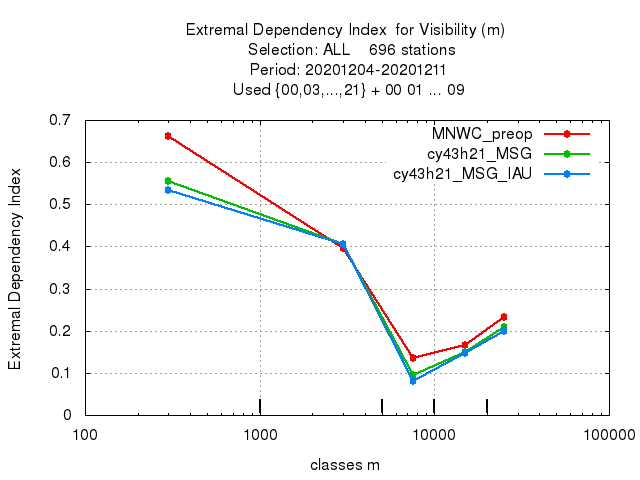 Extremal Dependency Index for Visibility (m)
Selection: ALL 696 stations
Period: 20201204-20201211
Used {00,03,...,21} + 00 01 ... 09
Extremal Dependency Index
0.7
0.6
0.5
0.4
0.3
0.2
0.1
0
MNWC_preop
cy43h21_MSG
cy43h21_MSG_IAU
100
1000
10000
100000
classes m